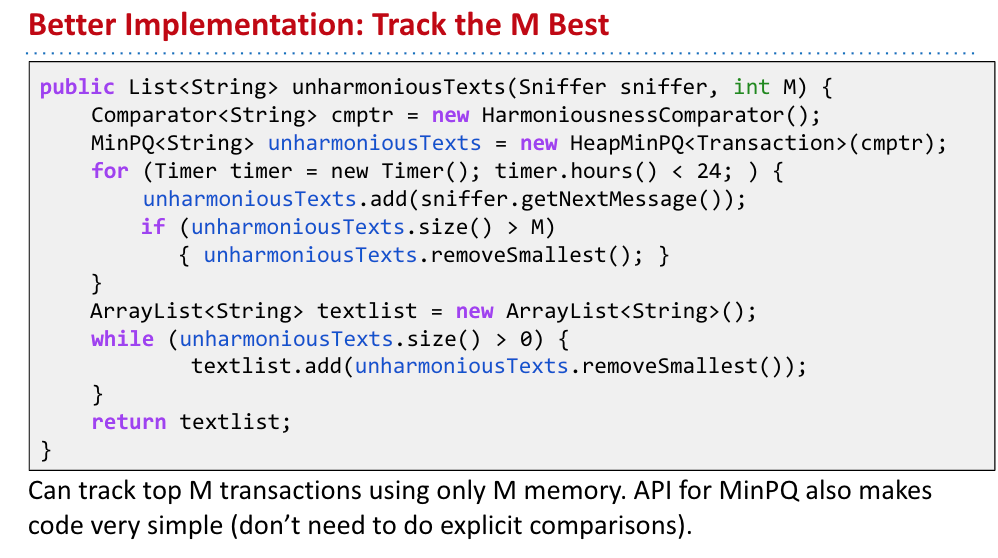 Better Implementation: Track the M Best
public List<String> unharmoniousTexts(Sniffer sniffer, int M) {
Comparator<String> cmptr = new HarmoniousnessComparator();
MinPQ<String> unharmoniousTexts = new HeapMinPQ<Transaction>(cmptr);
for (Timer timer = new Timer(); timer.hours() < 24; ) {
unharmoniousTexts.add(sniffer.getNextMessage());
if (unharmoniousTexts.size() > M)
{ unharmoniousTexts.removeSmallest(); }
}
ArrayList<String> textlist = new ArrayList<String>();
while (unharmoniousTexts.size() > 0) {
textlist.add(unharmoniousTexts.removeSmallest());
}
return textlist;
}
Can track top M transactions using only M memory. API for MinPQ also makes
code very simple (don’t need to do explicit comparisons).